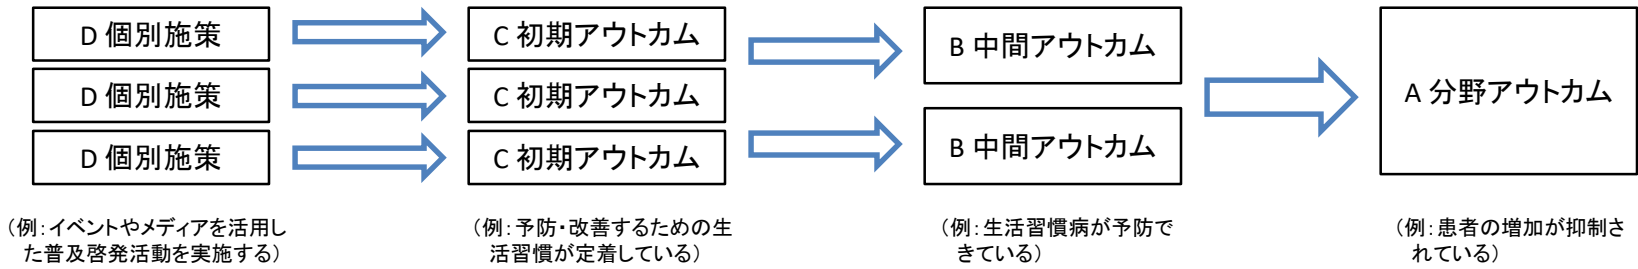 D 個別施策
D 個別施策
D 個別施策
C 初期アウトカム
C 初期アウトカム
C 初期アウトカム
B 中間アウトカム
B 中間アウトカム
A 分野アウトカム
(例:イベントやメディアを活用し
た普及啓発活動を実施する)
(例:予防・改善するための生
活習慣が定着している)
(例:生活習慣病が予防で
きている)
(例:患者の増加が抑制さ
れている)